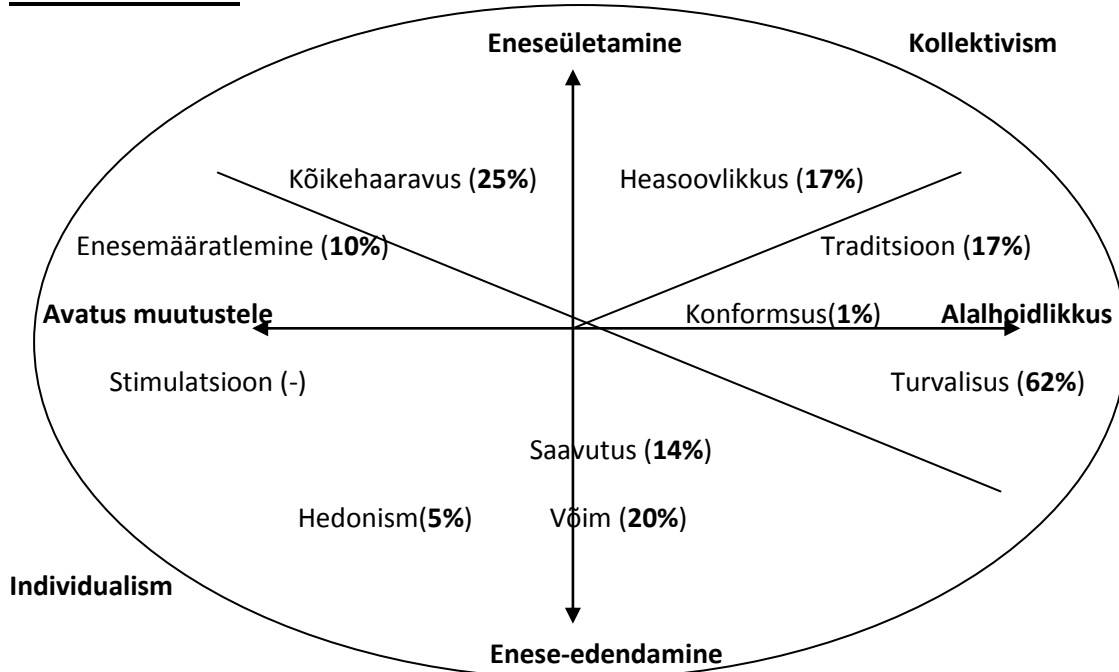 Eneseületamine Kollektivism
Kõikehaaravus (25%) Heasoovlikkus (17%)
Enesemääratlemine (10%) Traditsioon (17%)
Avatus muutustele Konformsus(1%) Alalhoidlikkus
Stimulatsioon (-) Turvalisus (62%)
Saavutus (14%)
Hedonism(5%) Võim (20%)
Individualism
Enese-edendamine